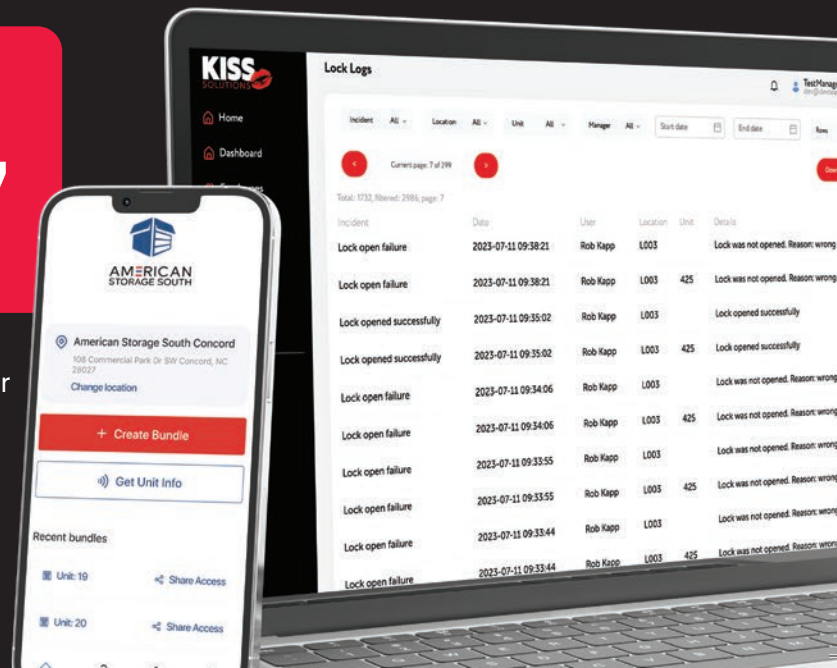 7
r
KISS
SOLUTIONS
Home
Dashboard
Employees
Lock Logs
TestManager
Incident All Location All Unit All Manager All Start date End date Rows
< Current page: 7 of 299 >
Total: 1732, filtered: 2986, page: 7
Incident Date User Location Unit Details
Lock open failure 2023-07-11 09:38:21 Rob Kapp L003 Lock was not opened. Reason: wrong
Lock open failure 2023-07-11 09:38:21 Rob Kapp L003 425 Lock was not opened. Reason: wrong
Lock opened successfully 2023-07-11 09:35:02 Rob Kapp L003 Lock opened successfully
Lock opened successfully 2023-07-11 09:35:02 Rob Kapp L003 425 Lock opened successfully
Lock open failure 2023-07-11 09:34:06 Rob Kapp L003 Lock was not opened. Reason: wrong
Lock open failure 2023-07-11 09:34:06 Rob Kapp L003 425 Lock was not opened. Reason: wrong
Lock open failure 2023-07-11 09:33:55 Rob Kapp L003 Lock was not opened. Reason: wrong
Lock open failure 2023-07-11 09:33:55 Rob Kapp L003 425 Lock was not opened. Reason: wrong
Lock open failure 2023-07-11 09:33:44 Rob Kapp L003 Lock was not opened. Reason: wrong
Lock open failure 2023-07-11 09:33:44 Rob Kapp L003 425 Lock was not opened. Reason: wrong
AMERICAN
STORAGE SOUTH
American Storage South Concord
108 Commercial Park Dr SW Concord, NC
28027
Change location
+ Create Bundle
Get Unit Info
Recent bundles
Unit: 19 Share Access
Unit: 20 Share Access